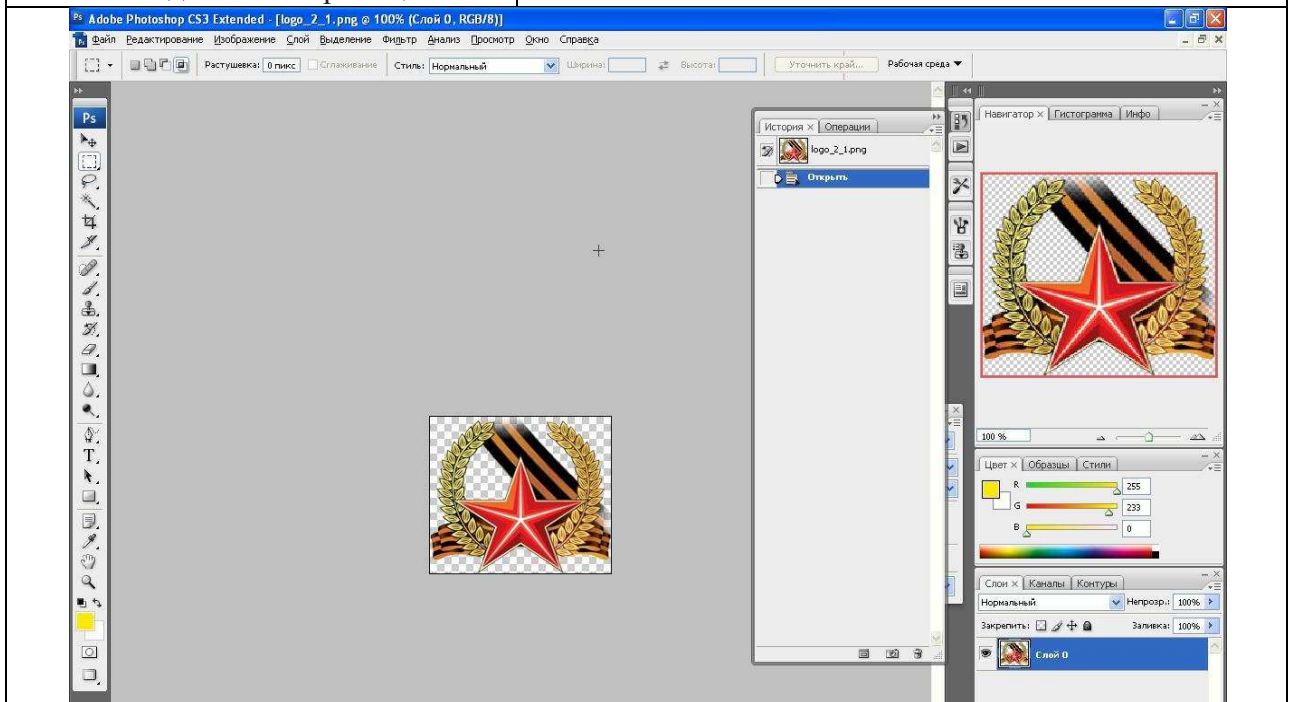 Adobe Photoshop CS3 Extended - [logo_2_1.png @ 100% (Слой 0, RGB/8)]
Файл Редактирование Изображение Слой Выделение Фильтр Анализ Просмотр Окно Справка
Растушевка: 0 пикс Сглаживание Стиль: Нормальный Ширина: Высота: Уточнить край... Рабочая среда
Ps
История Операции
logo_2_1.png
Открыть
Навигатор Гистограмма Инфо
100 %
Цвет Образцы Стили
R 255
G 233
B 0
Слои Каналы Контуры
Нормальный Непрозр.: 100%
Закрепить: Заливка: 100%
Слой 0